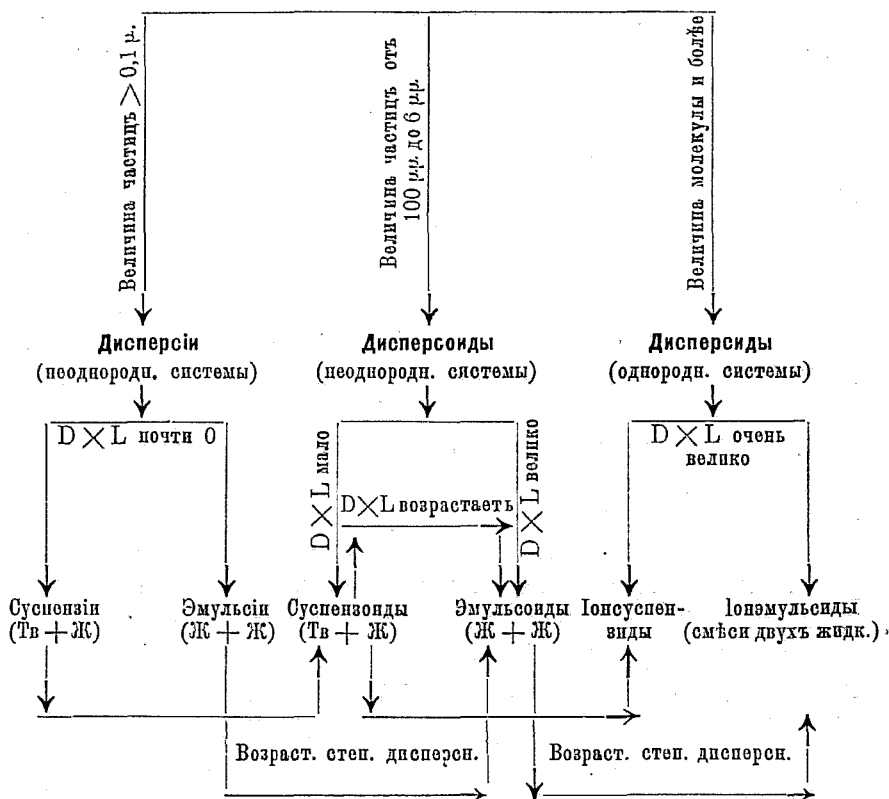 Величина частицъ > 0,1 μ.
Величина частицъ отъ
100 μμ. до 6 μμ.
Величина молекулы и болѣе
Дисперсіи
(неоднородн. системы)
Дисперсоиды
(неоднородн. системы)
Дисперсиды
(однородн. системы)
D × L почти 0
D × L мало
D × L возрастаетъ
D × L велико
D × L очень
велико
Суспензіи
(Тв + Ж)
Эмульсіи
(Ж + Ж)
Суспензоиды
(Тв + Ж)
Эмульсоиды
(Ж + Ж)
Іонсуспен-
зиды
Іонэмульсиды
(смѣси двухъ жидк.)
Возраст. степ. дисперсн.
Возраст. степ. дисперсн.